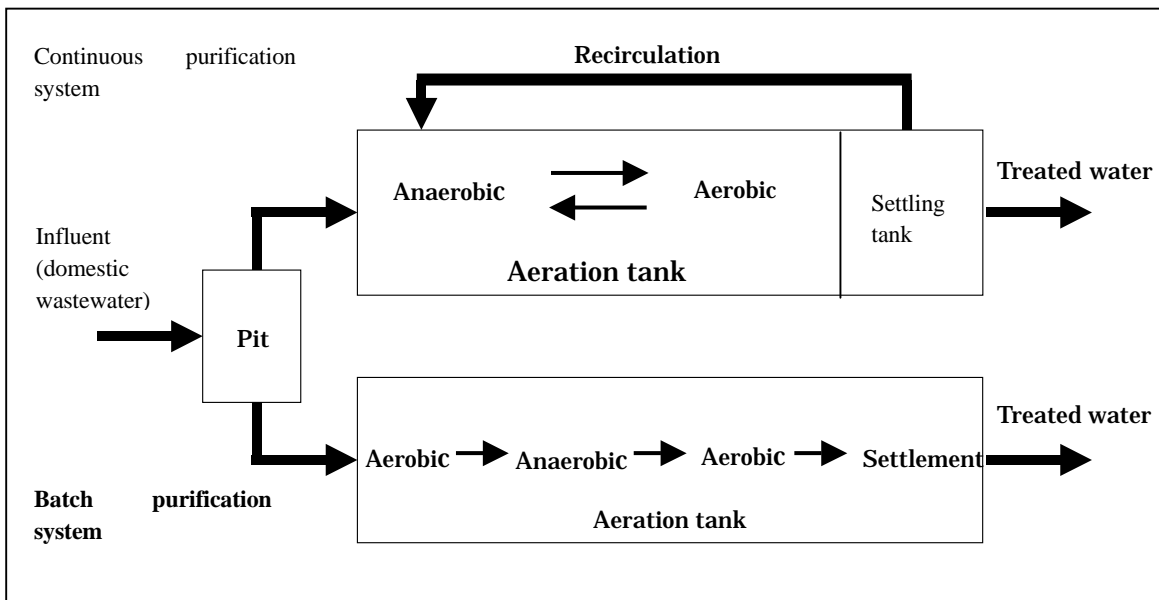 Continuous purification
system
Recirculation
Anaerobic
Aerobic
Settling
tank
Aeration tank
Treated water
Influent
(domestic
wastewater)
Pit
Treated water
Aerobic
Anaerobic
Aerobic
Settlement
Aeration tank
Batch purification
system